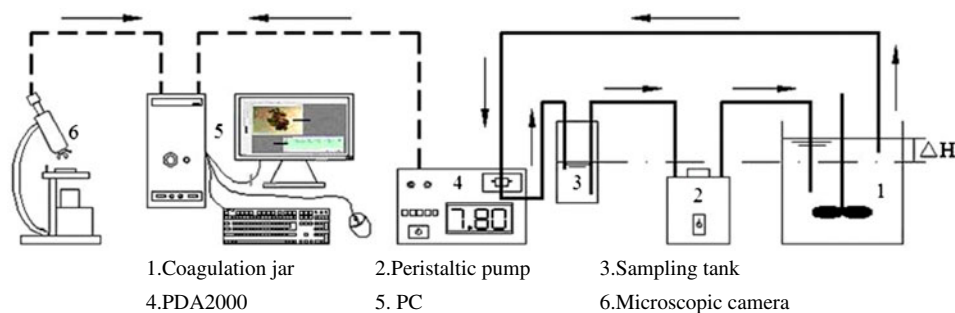 6
5
4
7.80
3
2
1
△H
1.Coagulation jar 2.Peristaltic pump 3.Sampling tank
4.PDA2000 5. PC 6.Microscopic camera